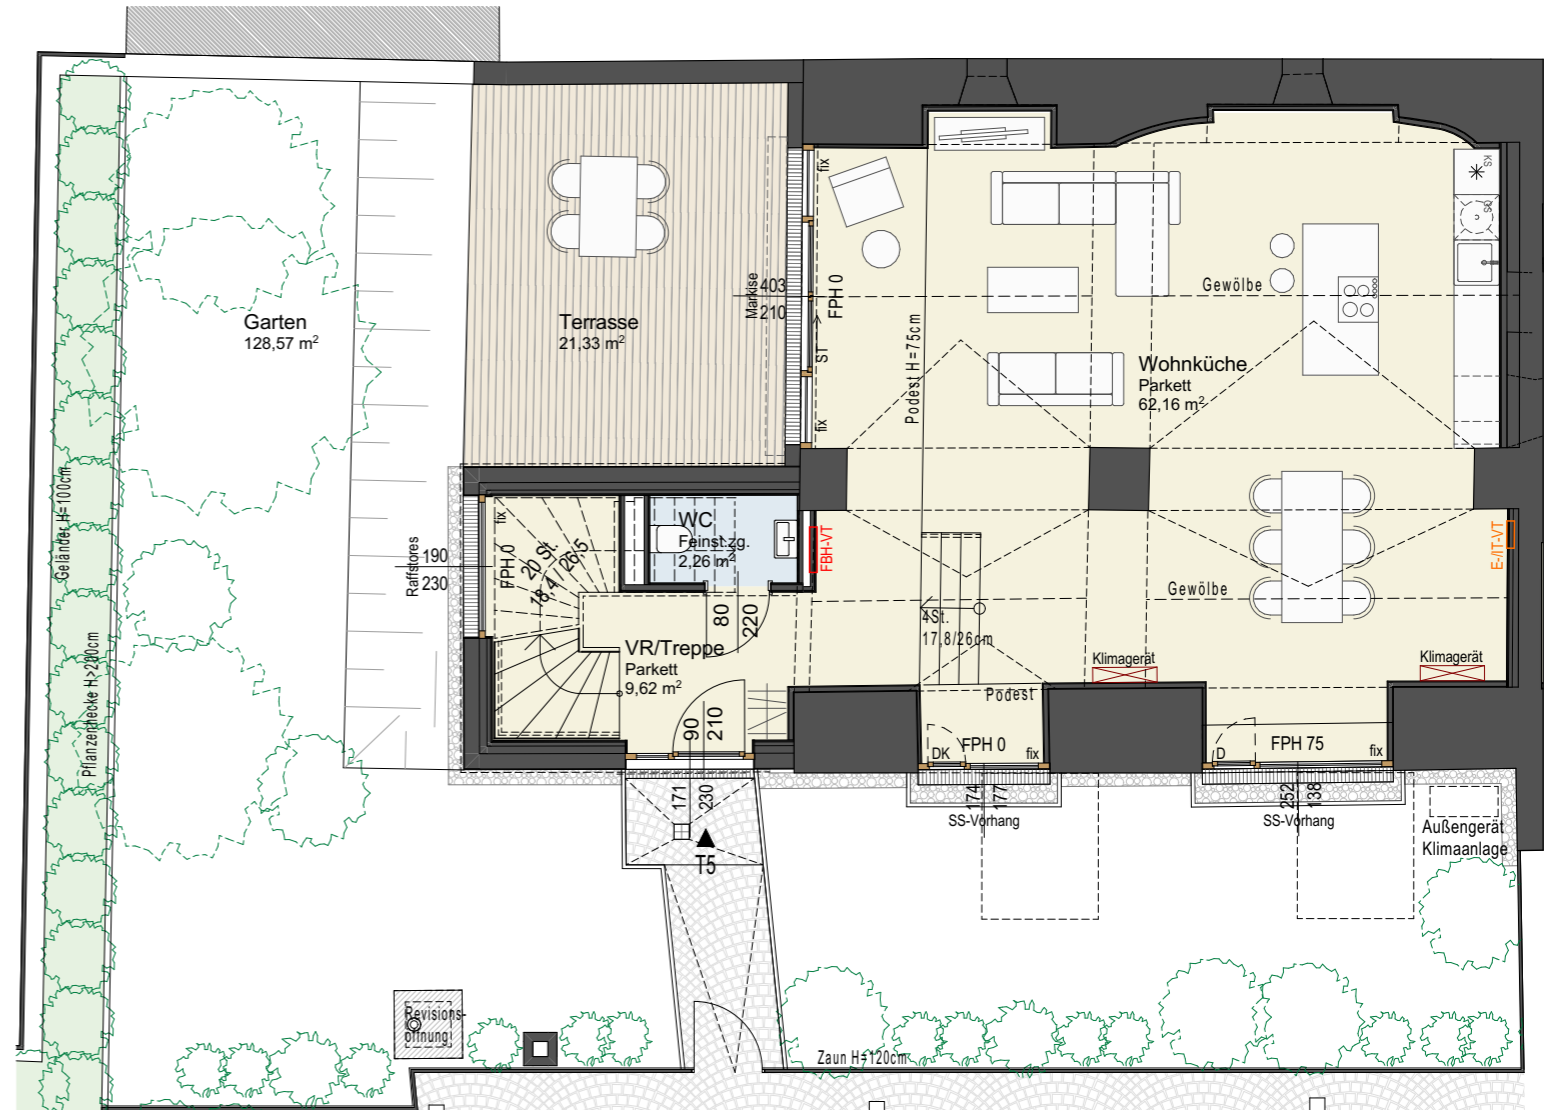 Garten
128,57 m²
Terrasse
21,33 m²
Markise
403
210
fix
FPH 0
ST
fix
Podest H=75cm
Gewölbe
Wohnküche
Parkett
62,16 m²
KS
GS
Geländer H=100cm
Pflanzenhecke H>200cm
Raffstores
190
230
fix
FPH 0
20 St.
18,4 / 26,5
WC
Feinst.zg.
2,26 m²
FBH-VT
E-/IT-VT
80
220
VR/Treppe
Parkett
9,62 m²
90
210
4St.
17,8/26cm
Gewölbe
Klimagerät
Klimagerät
Podest
DK
FPH 0
fix
D
FPH 75
fix
171
230
T5
174
177
SS-Vorhang
252
138
SS-Vorhang
Außengerät
Klimaanlage
Revisions-
öffnung
Zaun H=120cm